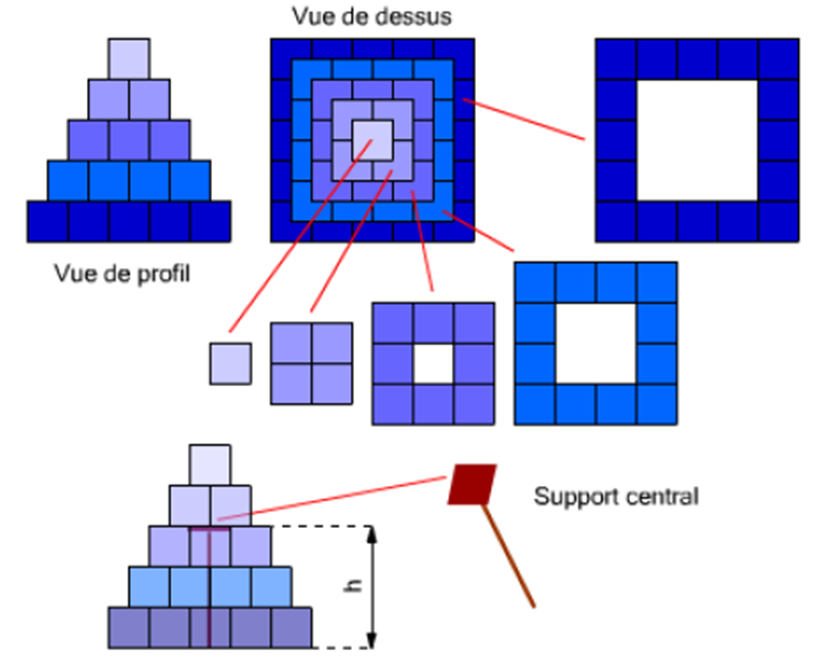 Vue de dessus
Vue de profil
Support central
h